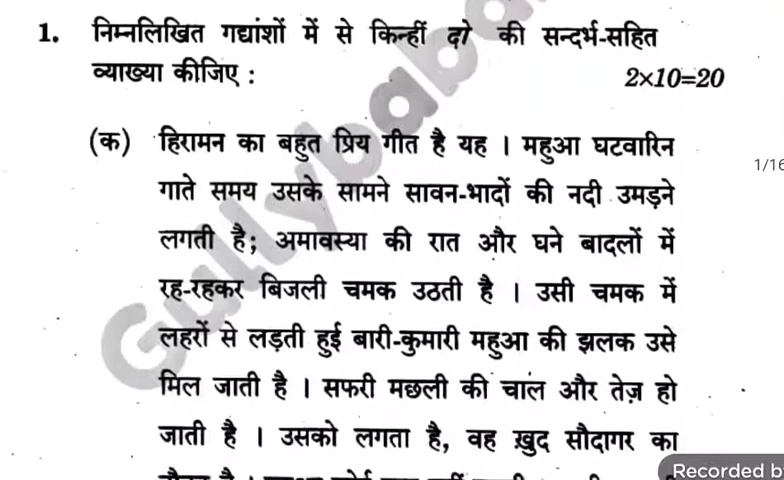 1. निम्नलिखित गद्यांशों में से किन्हीं दो की सन्दर्भ-सहित
व्याख्या कीजिए : 2×10=20
(क) हिरामन का बहुत प्रिय गीत है यह । महुआ घटवारिन
1/16
गाते समय उसके सामने सावन-भादों की नदी उमड़ने
लगती है; अमावस्या की रात और घने बादलों में
रह-रहकर बिजली चमक उठती है । उसी चमक में
लहरों से लड़ती हुई बारी-कुमारी महुआ की झलक उसे
मिल जाती है । सफरी मछली की चाल और तेज़ हो
जाती है । उसको लगता है, वह ख़ुद सौदागर का
Recorded b
Gullybaba